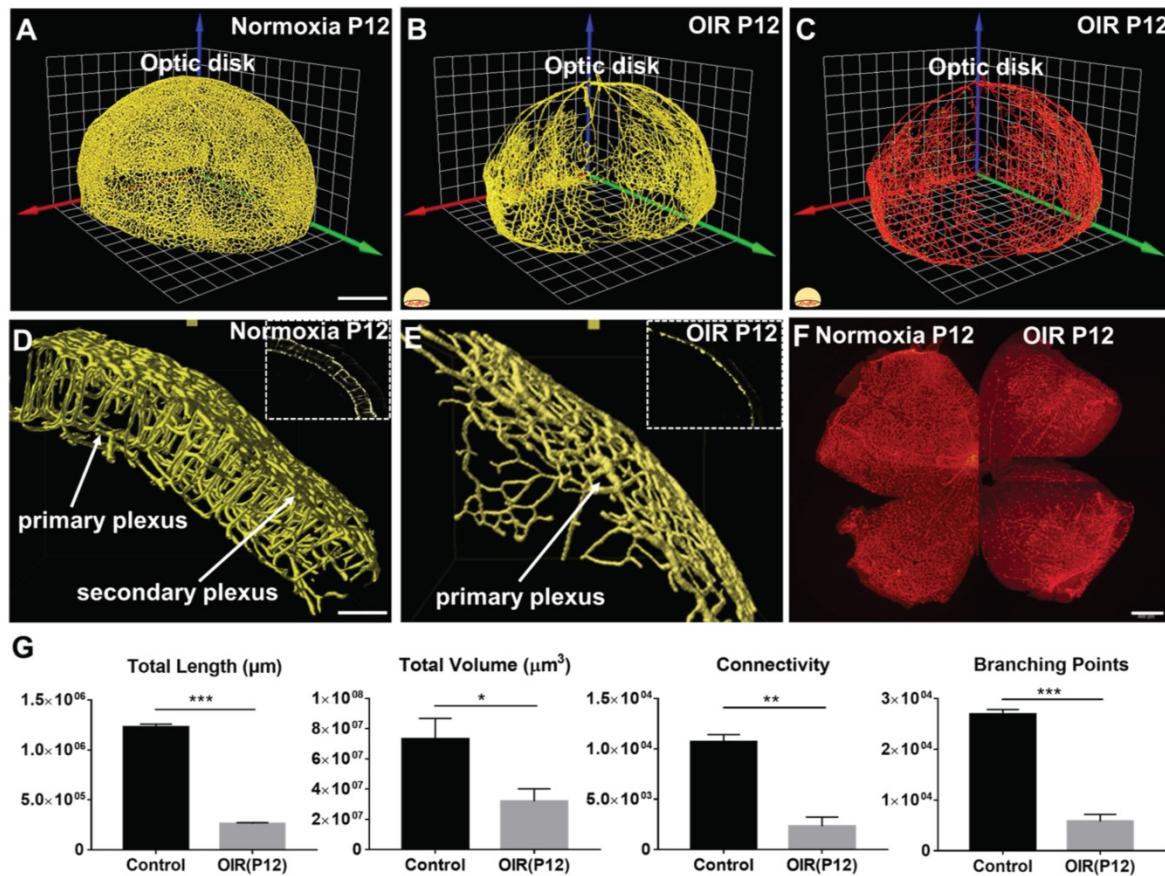 A
Normoxia P12
Optic disk
B
OIR P12
C
OIR P12
Optic disk
D
Normoxia P12
primary plexus
secondary plexus
E
OIR P12
primary plexus
F
Normoxia P12
OIR P12
G
Total Length (µm)
***
1.5×10^06
1.0×10^06
5.0×10^05
0
Control
OIR(P12)
Total Volume (µm^3)
*
1×10^08
8×10^07
6×10^07
4×10^07
2×10^07
0
Control
OIR(P12)
Connectivity
**
1.5×10^04
1.0×10^04
5.0×10^03
0
Control
OIR(P12)
Branching Points
***
3×10^04
2×10^04
1×10^04
0
Control
OIR(P12)